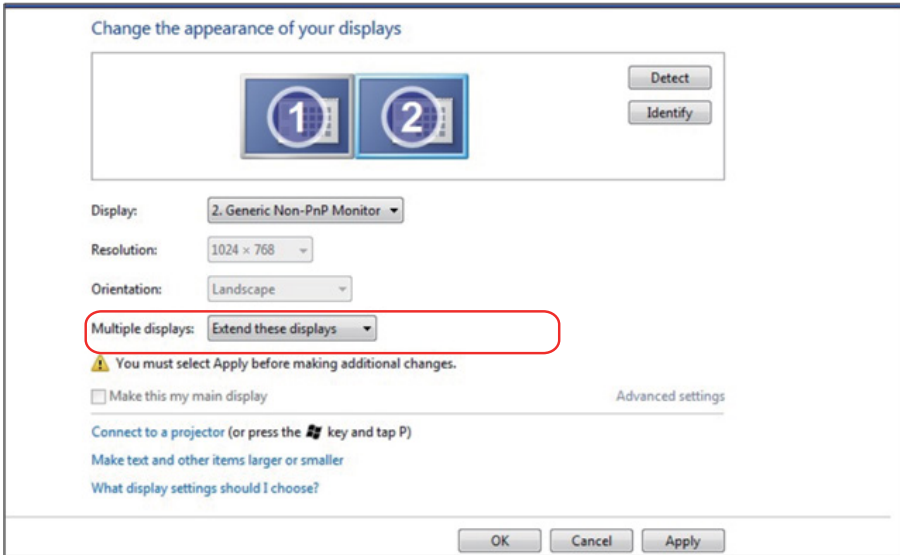 Change the appearance of your displays
1 2
Detect
Identify
Display: 2. Generic Non-PnP Monitor
Resolution: 1024 × 768
Orientation: Landscape
Multiple displays: Extend these displays
You must select Apply before making additional changes.
Make this my main display Advanced settings
Connect to a projector (or press the key and tap P)
Make text and other items larger or smaller
What display settings should I choose?
OK Cancel Apply